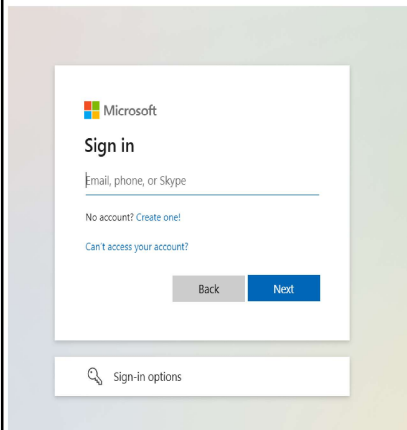 Microsoft
Sign in
Email, phone, or Skype
No account? Create one!
Can't access your account?
Back Next
Sign-in options